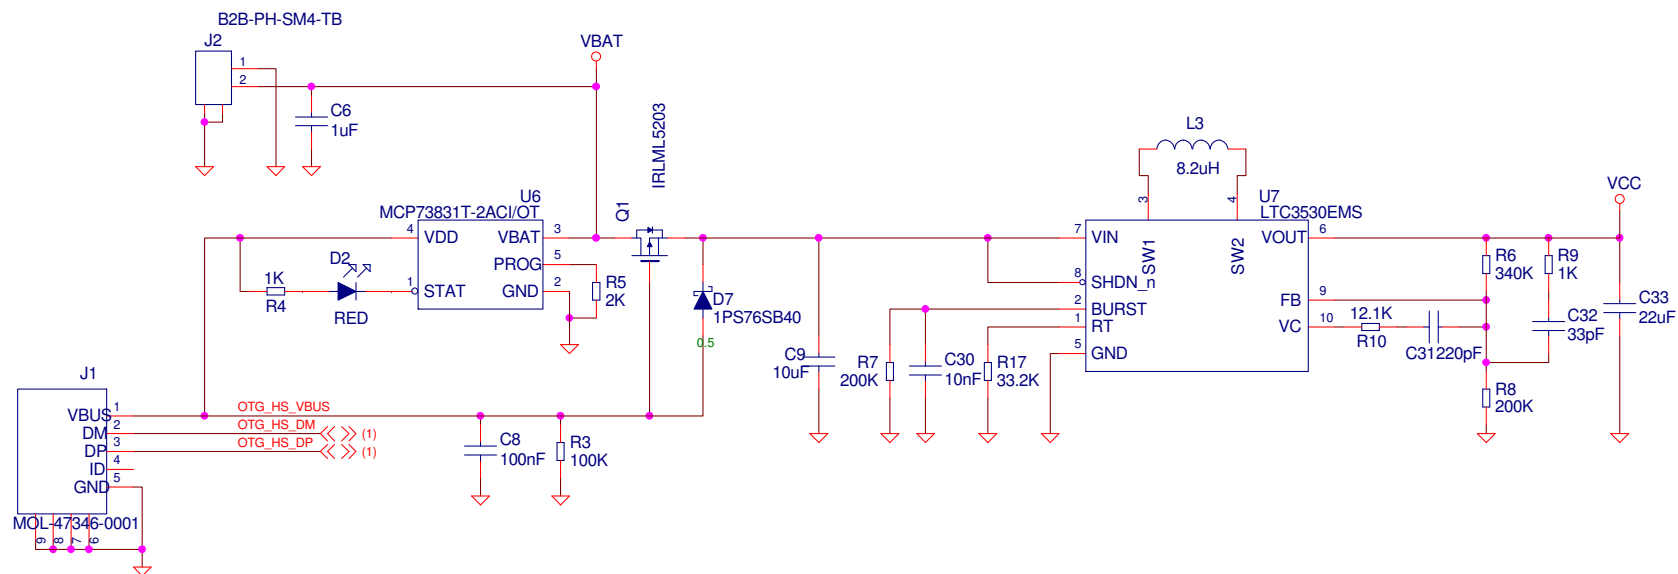 B2B-PH-SM4-TB
J2
1
2
C6
1uF
VBAT
IRLML5203
Q1
U6
MCP73831T-2ACI/OT
4
VDD
VBAT
3
PROG
5
1
STAT
GND
2
R5
2K
1K
R4
D2
RED
D7
1PS76SB40
0.5
L3
8.2uH
3
4
U7
LTC3530EMS
7
VIN
SW1
SW2
VOUT
6
8
SHDN_n
2
BURST
1
RT
5
GND
FB
9
VC
10
VCC
R6
340K
R9
1K
C33
22uF
C32
33pF
12.1K
R10
C31
220pF
R8
200K
C9
10uF
R7
200K
C30
10nF
R17
33.2K
J1
VBUS
1
OTG_HS_VBUS
DM
2
OTG_HS_DM
(1)
DP
3
OTG_HS_DP
(1)
ID
4
GND
5
C8
100nF
R3
100K
MOL-47346-0001
9
8
7
6